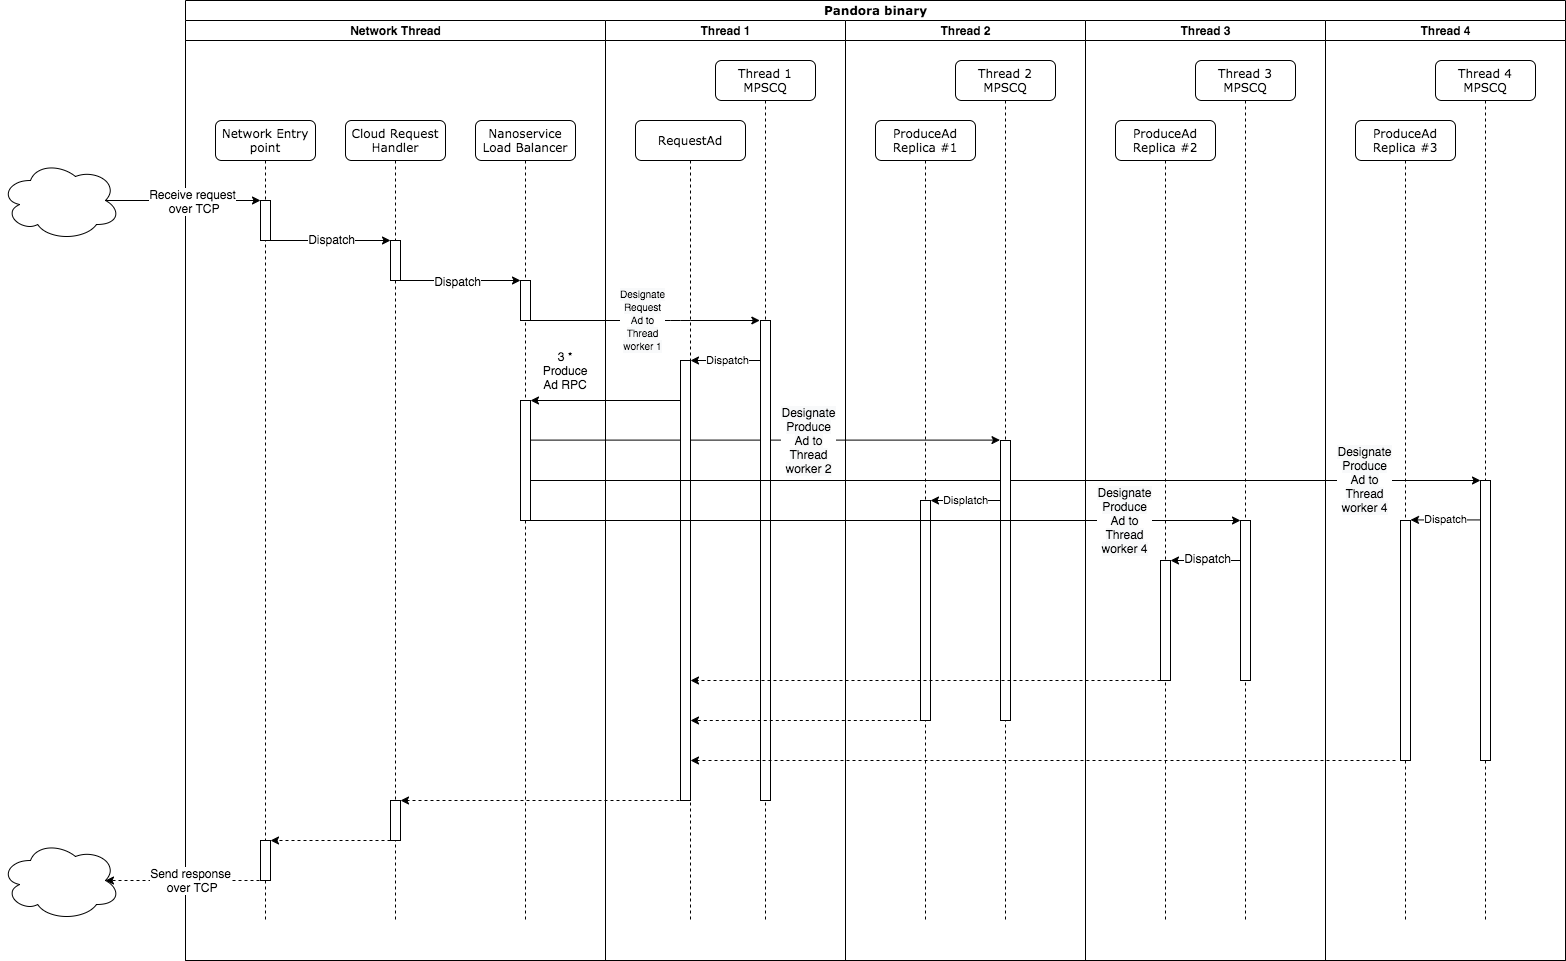 Pandora binary
Network Thread
Thread 1
Thread 2
Thread 3
Thread 4
Thread 1
MPSCQ
Thread 2
MPSCQ
Thread 3
MPSCQ
Thread 4
MPSCQ
Network Entry
point
Cloud Request
Handler
Nanoservice
Load Balancer
RequestAd
ProduceAd
Replica #1
ProduceAd
Replica #2
ProduceAd
Replica #3
Receive request
over TCP
Dispatch
Dispatch
Designate
Request
Ad to
Thread
worker 1
Dispatch
3 *
Produce
Ad RPC
Designate
Produce
Ad to
Thread
worker 2
Designate
Produce
Ad to
Thread
worker 4
Displatch
Designate
Produce
Ad to
Thread
worker 4
Dispatch
Dispatch
Send response
over TCP